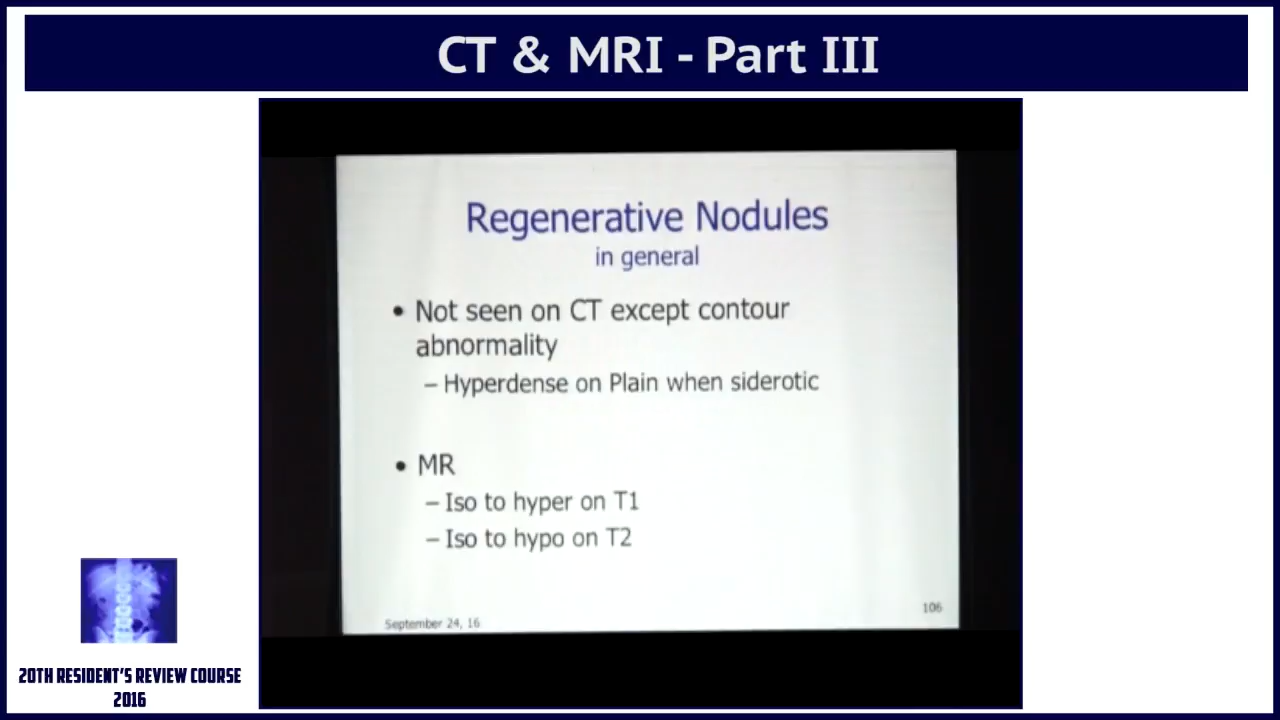 CT & MRI - Part III
Regenerative Nodules
in general
• Not seen on CT except contour
abnormality
– Hyperdense on Plain when siderotic
• MR
– Iso to hyper on T1
– Iso to hypo on T2
106
September 24, 16
20TH RESIDENT'S REVIEW COURSE
2016